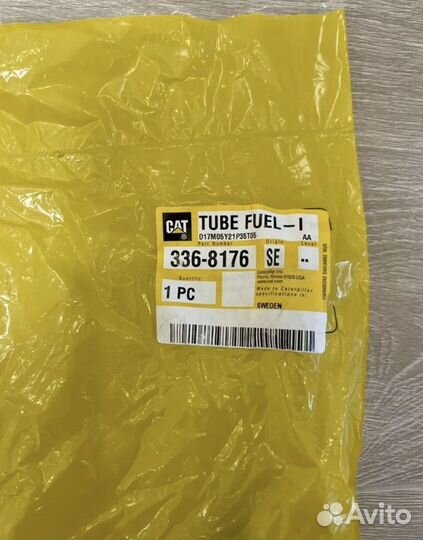 CAT
TUBE FUEL-I
D17M05Y21P35T05 AA
Part Number Origin Level
336-8176 SE --
Quantity
1 PC
Caterpillar Inc.
Peoria, Illinois 61629 USA
www.cat.com
Made to Caterpillar
specifications in:
SWEDEN
Avito